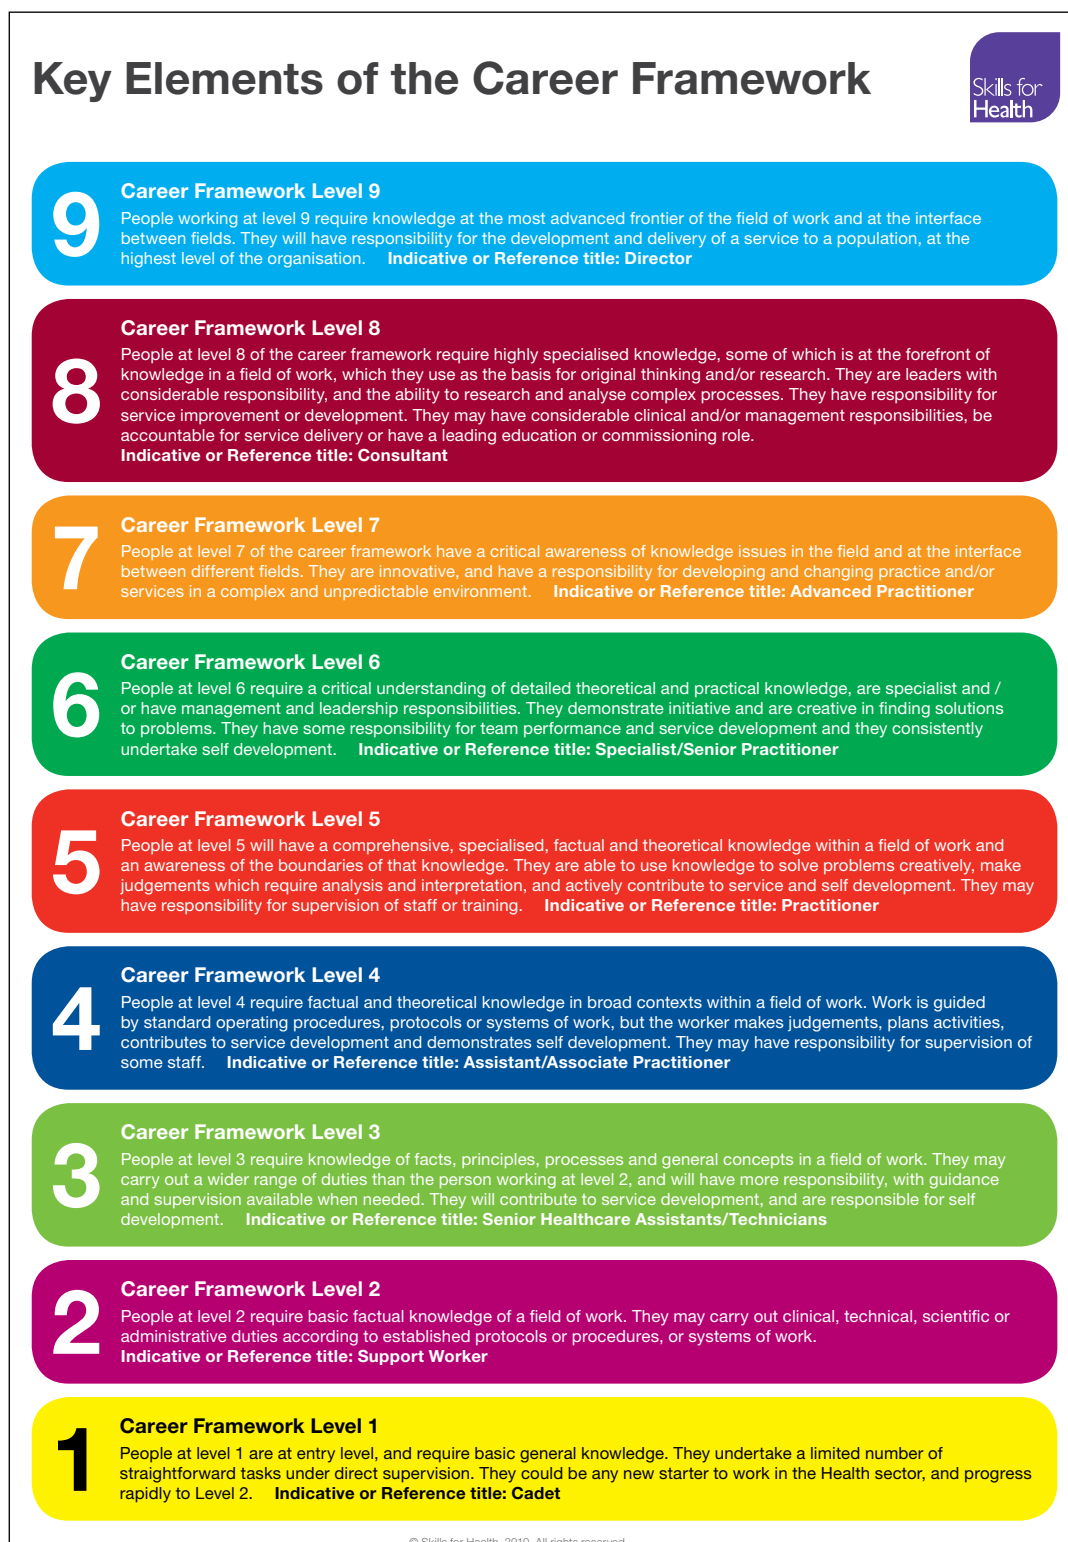 Key Elements of the Career Framework
Skills for
Health
9
Career Framework Level 9
People working at level 9 require knowledge at the most advanced frontier of the field of work and at the interface
between fields. They will have responsibility for the development and delivery of a service to a population, at the
highest level of the organisation. Indicative or Reference title: Director
8
Career Framework Level 8
People at level 8 of the career framework require highly specialised knowledge, some of which is at the forefront of
knowledge in a field of work, which they use as the basis for original thinking and/or research. They are leaders with
considerable responsibility, and the ability to research and analyse complex processes. They have responsibility for
service improvement or development. They may have considerable clinical and/or management responsibilities, be
accountable for service delivery or have a leading education or commissioning role.
Indicative or Reference title: Consultant
7
Career Framework Level 7
People at level 7 of the career framework have a critical awareness of knowledge issues in the field and at the interface
between different fields. They are innovative, and have a responsibility for developing and changing practice and/or
services in a complex and unpredictable environment. Indicative or Reference title: Advanced Practitioner
6
Career Framework Level 6
People at level 6 require a critical understanding of detailed theoretical and practical knowledge, are specialist and /
or have management and leadership responsibilities. They demonstrate initiative and are creative in finding solutions
to problems. They have some responsibility for team performance and service development and they consistently
undertake self development. Indicative or Reference title: Specialist/Senior Practitioner
5
Career Framework Level 5
People at level 5 will have a comprehensive, specialised, factual and theoretical knowledge within a field of work and
an awareness of the boundaries of that knowledge. They are able to use knowledge to solve problems creatively, make
judgements which require analysis and interpretation, and actively contribute to service and self development. They may
have responsibility for supervision of staff or training. Indicative or Reference title: Practitioner
4
Career Framework Level 4
People at level 4 require factual and theoretical knowledge in broad contexts within a field of work. Work is guided
by standard operating procedures, protocols or systems of work, but the worker makes judgements, plans activities,
contributes to service development and demonstrates self development. They may have responsibility for supervision of
some staff. Indicative or Reference title: Assistant/Associate Practitioner
3
Career Framework Level 3
People at level 3 require knowledge of facts, principles, processes and general concepts in a field of work. They may
carry out a wider range of duties than the person working at level 2, and will have more responsibility, with guidance
and supervision available when needed. They will contribute to service development, and are responsible for self
development. Indicative or Reference title: Senior Healthcare Assistants/Technicians
2
Career Framework Level 2
People at level 2 require basic factual knowledge of a field of work. They may carry out clinical, technical, scientific or
administrative duties according to established protocols or procedures, or systems of work.
Indicative or Reference title: Support Worker
1
Career Framework Level 1
People at level 1 are at entry level, and require basic general knowledge. They undertake a limited number of
straightforward tasks under direct supervision. They could be any new starter to work in the Health sector, and progress
rapidly to Level 2. Indicative or Reference title: Cadet
© Skills for Health, 2010. All rights reserved